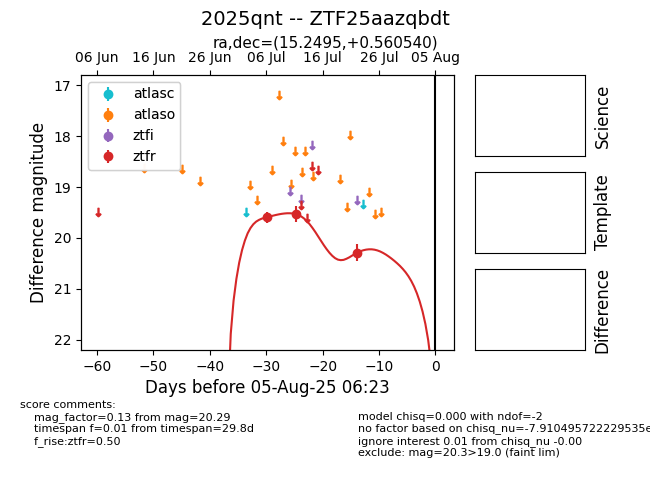 2025qnt -- ZTF25aazqbdt
ra,dec=(15.2495,+0.560540)
06 Jun 16 Jun 26 Jun 06 Jul 16 Jul 26 Jul 05 Aug
atlasc
atlaso
ztfi
ztfr
17
18
19
20
21
22
Difference magnitude
−60 −50 −40 −30 −20 −10 0
Days before 05-Aug-25 06:23
Science
Template
Difference
score comments:
mag_factor=0.13 from mag=20.29
timespan f=0.01 from timespan=29.8d
f_rise:ztfr=0.50
model chisq=0.000 with ndof=-2
no factor based on chisq_nu=-7.910495722229535e
ignore interest 0.01 from chisq_nu -0.00
exclude: mag=20.3>19.0 (faint lim)